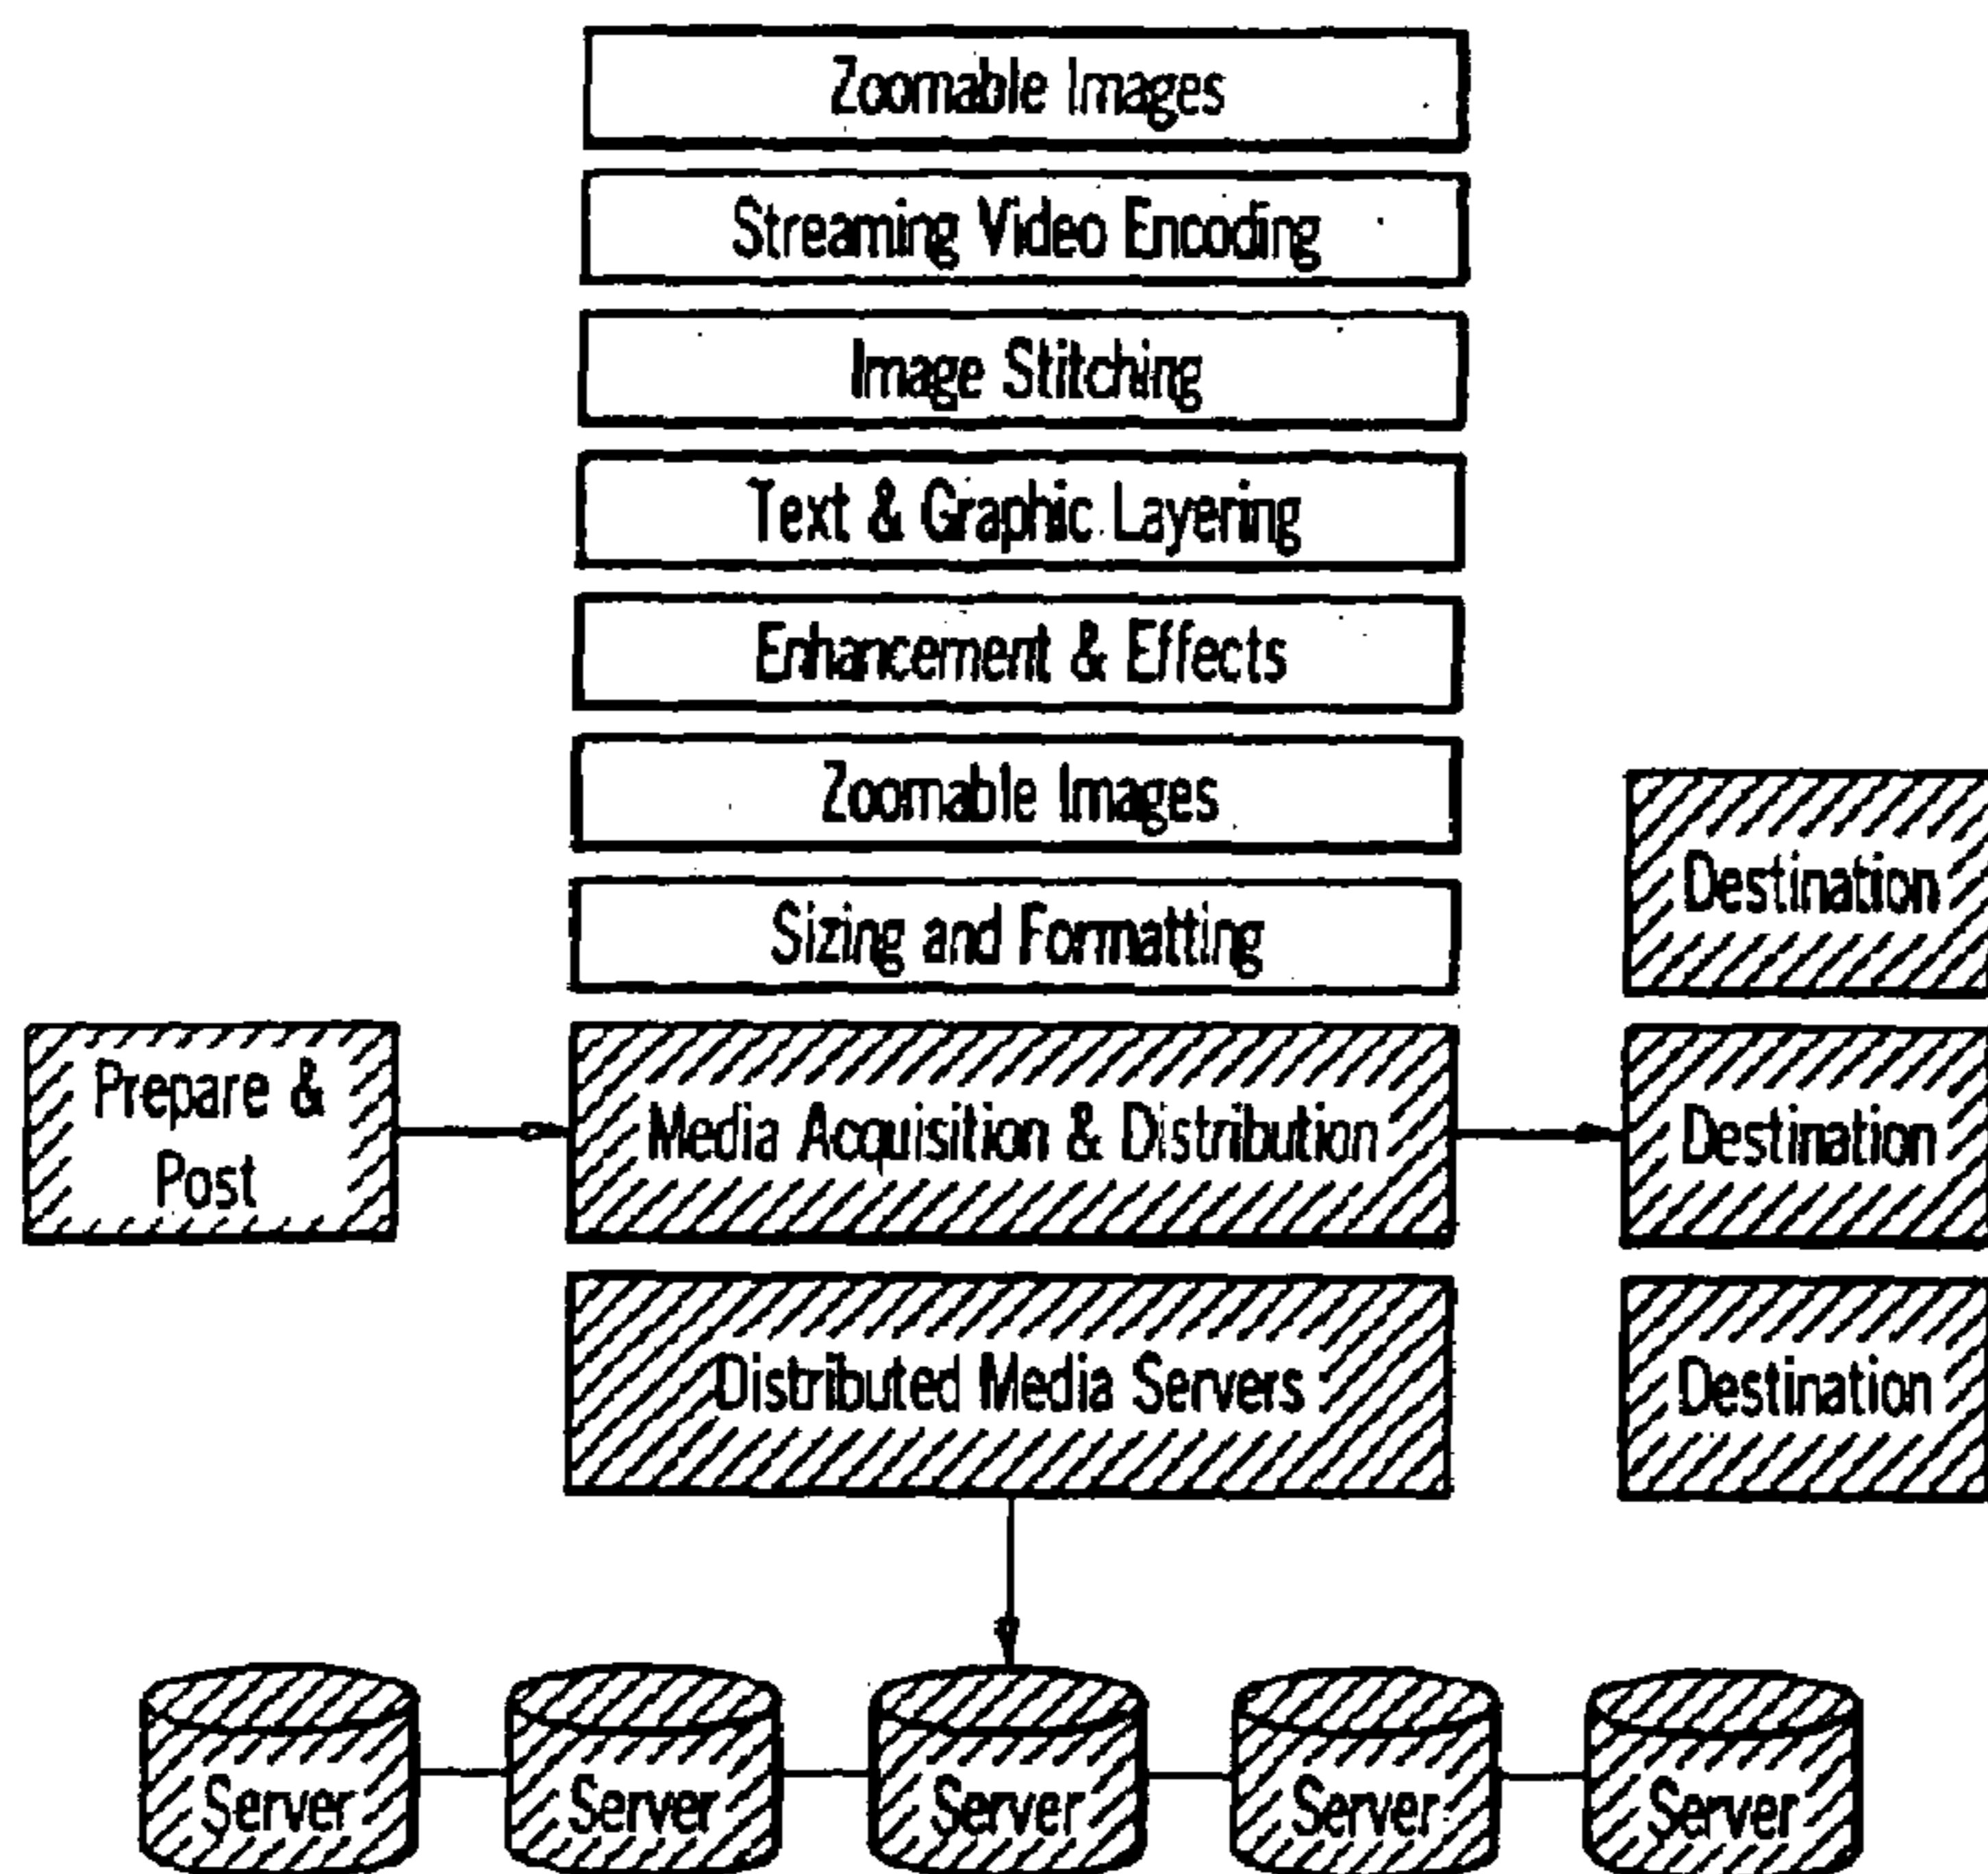 Zoomable Images
Streaming Video Encoding
Image Stitching
Text & Graphic Layering
Enhancement & Effects
Zoomable Images
Sizing and Formatting
Destination
Prepare &
Post
Media Acquisition & Distribution
Destination
Distributed Media Servers
Destination
Server
Server
Server
Server
Server